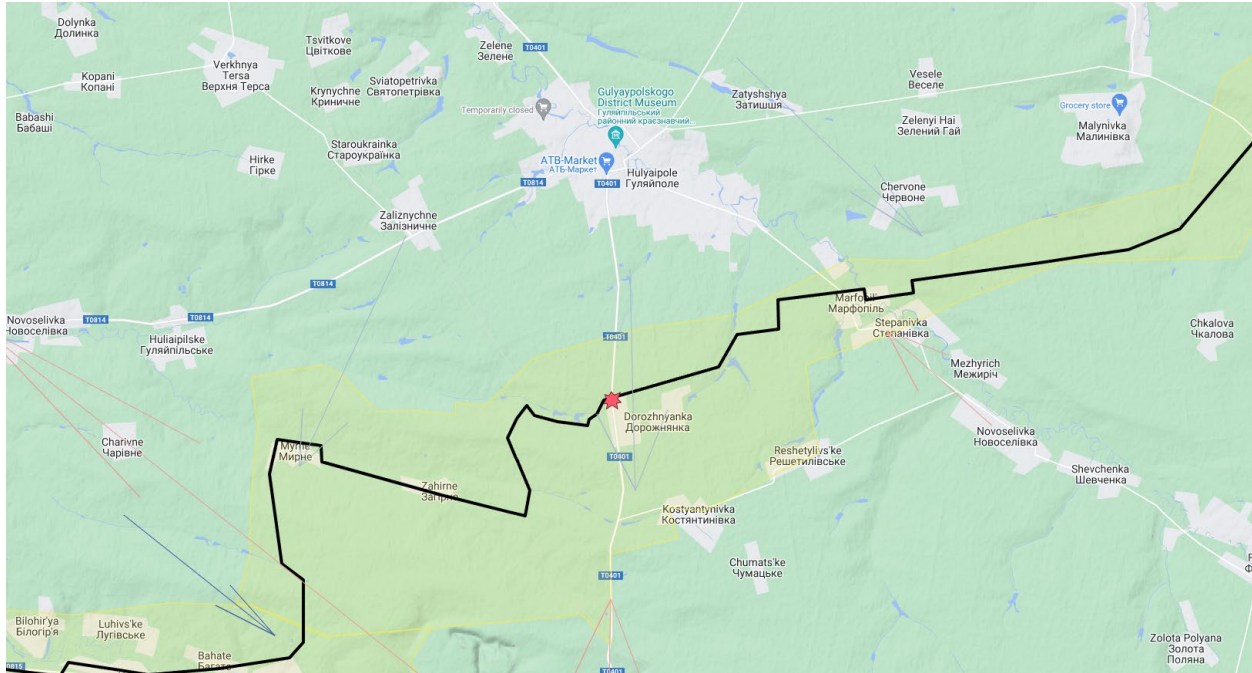 Dolynka
Долинка
Tsvitkove
Цвіткове
Zelene
Зелене
T0401
Kopani
Копані
Verkhnya
Tersa
Верхня Терса
Krynychne
Криничне
Sviatopetrivka
Святопетрівка
Temporarily closed
Gulyaypolskogo
District Museum
Гуляйпільський
районний краєзнавчий...
Zatyshshya
Затишшя
Vesele
Веселе
Grocery store
Babashi
Бабаші
Zelenyi Hai
Зелений Гай
Malynivka
Малинівка
Hirke
Гірке
Staroukrainka
Староукраїнка
ATB-Market
АТБ-Маркет
T0814
T0401
Hulyaipole
Гуляйполе
Chervone
Червоне
Zaliznychne
Залізничне
T0814
Marfopil'
Марфопіль
Novoselivka
Новоселівка
T0814
T0814
Huliaipilske
Гуляйпільське
T0401
Stepanivka
Степанівка
Chkalova
Чкалова
Mezhyrich
Межиріч
Dorozhnyanka
Дорожнянка
Charivne
Чарівне
Myrne
Мирне
T0401
Reshetylivs'ke
Решетилівське
Novoselivka
Новоселівка
Zahirne
Загірне
Shevchenka
Шевченка
Kostyantynivka
Костянтинівка
Chumats'ke
Чумацьке
T0401
Bilohir'ya
Білогір'я
Luhivs'ke
Лугівське
Bahate
Багате
Zolota Polyana
Золота
Поляна
T0815
T0401